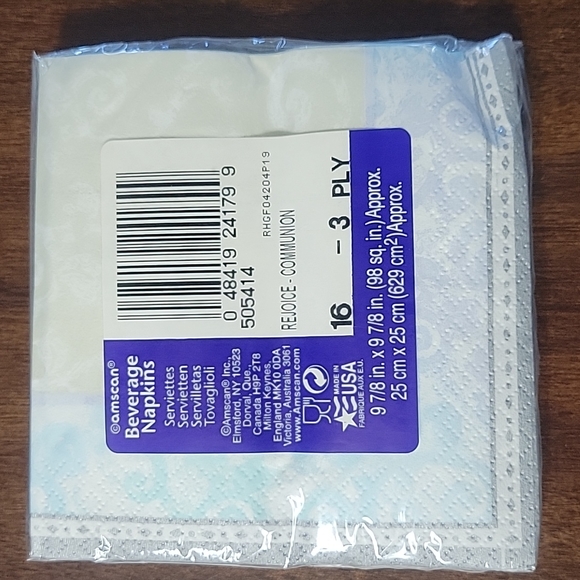 ©amscan®
Beverage
Napkins
Serviettes
Servietten
Servilletas
Tovaglioli
©Amscan® Inc.,
Elmsford, NY 10523
Dorval, Que.,
Canada H9P 2T8
Milton Keynes,
England MK10 0DA
Victoria, Australia 3061
www.Amscan.com
MADE IN
USA
FABRIQUE AUX E.U.
9 7/8 in. x 9 7/8 in. (98 sq. in.)Approx.
25 cm x 25 cm (629 cm²)Approx.
0 48419 24179 9
505414
RHGF04204P19
REJOICE - COMMUNION
16 - 3 PLY